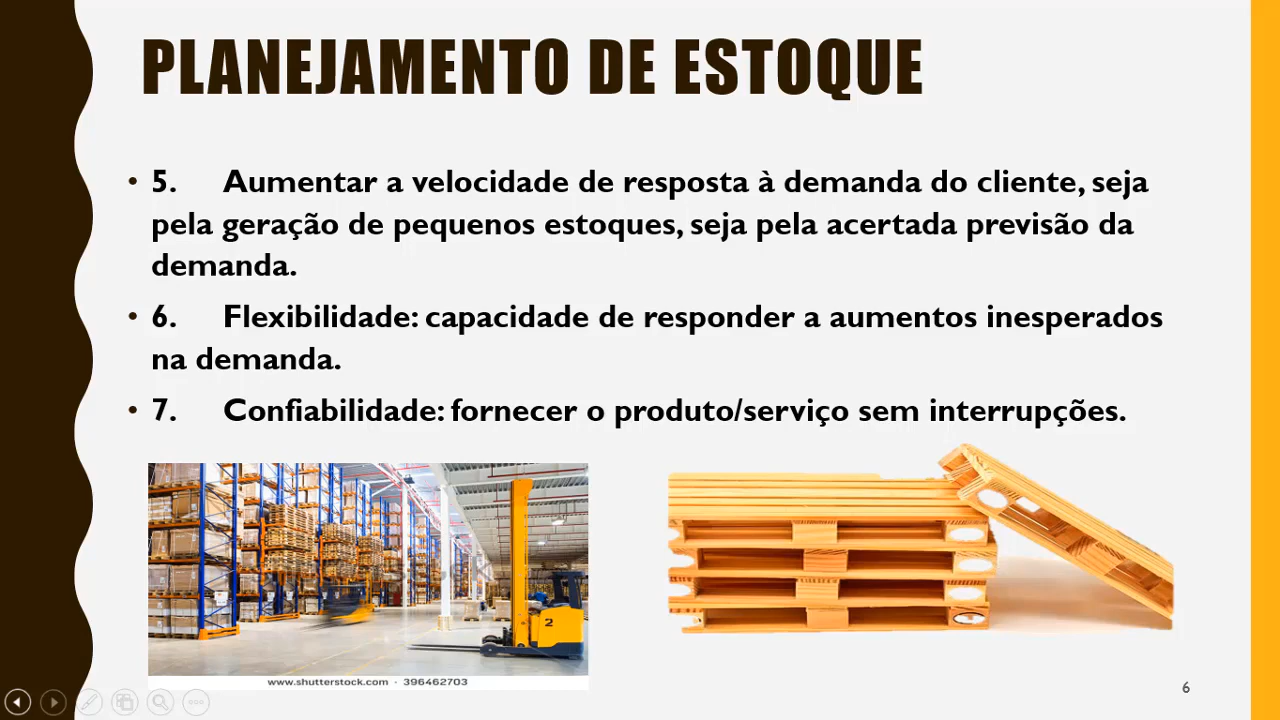 PLANEJAMENTO DE ESTOQUE
• 5. Aumentar a velocidade de resposta à demanda do cliente, seja
pela geração de pequenos estoques, seja pela acertada previsão da
demanda.
• 6. Flexibilidade: capacidade de responder a aumentos inesperados
na demanda.
• 7. Confiabilidade: fornecer o produto/serviço sem interrupções.
2
www.shutterstock.com · 396462703
6